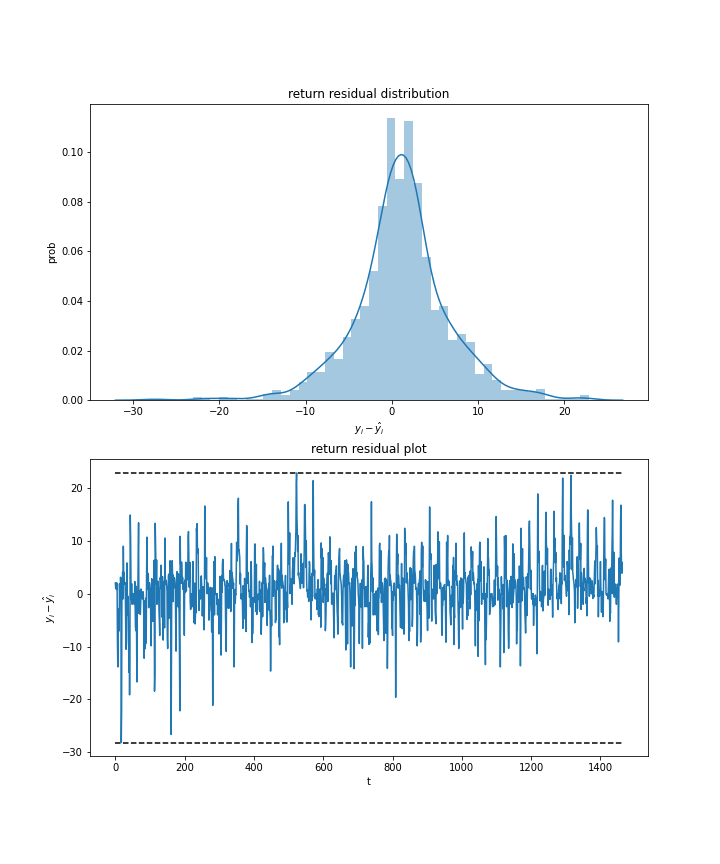 return residual distribution
0.10
0.08
0.06
0.04
0.02
0.00
prob
−30 −20 −10 0 10 20
$y_i - \hat{y}_i$
return residual plot
20
10
0
−10
−20
−30
$y_i - \hat{y}_i$
0 200 400 600 800 1000 1200 1400
t